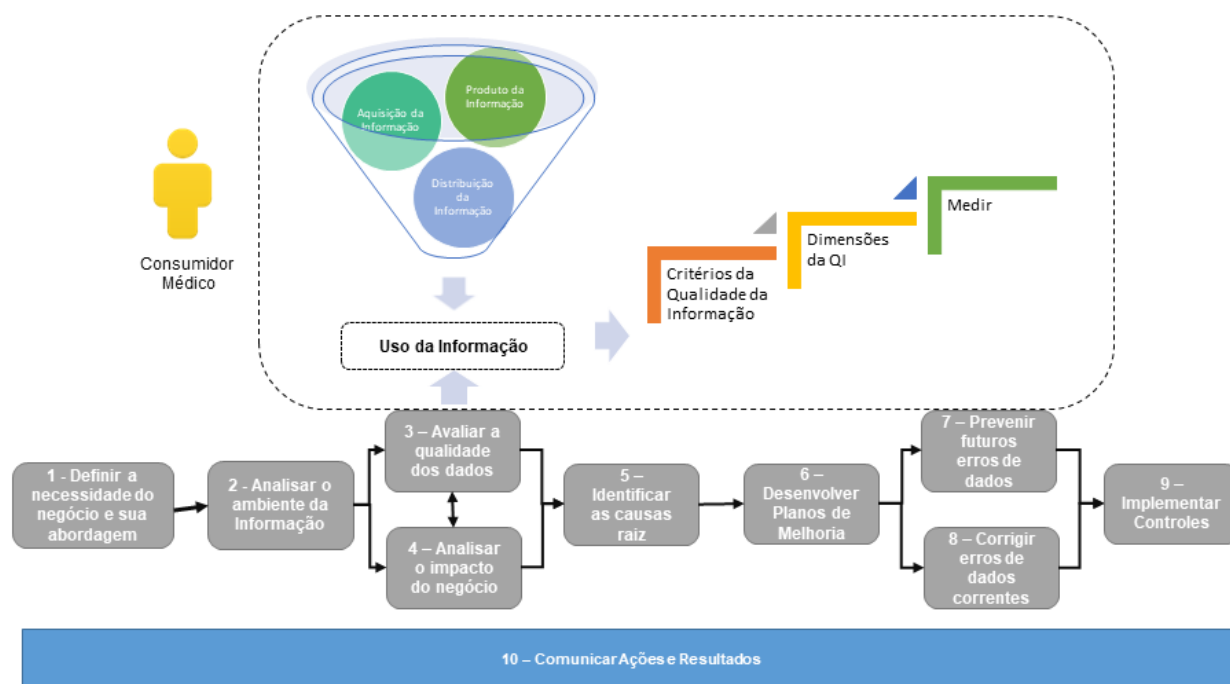 Produto da
Informação
Aquisição da
Informação
Distribuição
da
Informação
Consumidor
Médico
Uso da Informação
Critérios da
Qualidade da
Informação
Dimensões
da QI
Medir
1 - Definir a
necessidade do
negócio e sua
abordagem
2 - Analisar o
ambiente da
Informação
3 – Avaliar a
qualidade
dos dados
4 – Analisar
o impacto
do negócio
5 –
Identificar
as causas
raiz
6 –
Desenvolver
Planos de
Melhoria
7 – Prevenir
futuros
erros de
dados
8 – Corrigir
erros de
dados
correntes
9 –
Implementar
Controles
10 – Comunicar Ações e Resultados